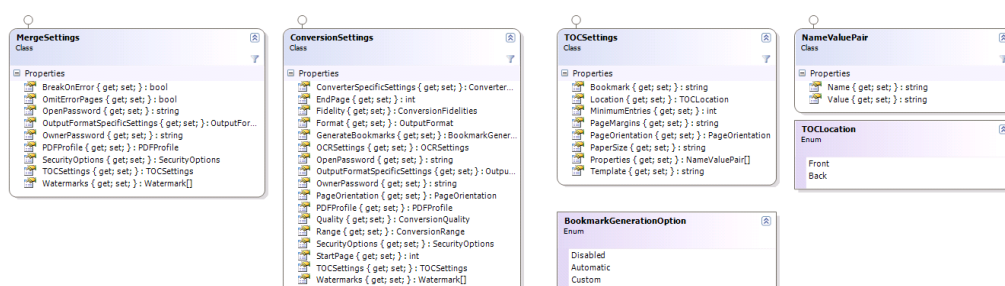 MergeSettings
Class
Properties
BreakOnError { get; set; } : bool
OmitErrorPages { get; set; } : bool
OpenPassword { get; set; } : string
OutputFormatSpecificSettings { get; set; } : OutputFor...
OwnerPassword { get; set; } : string
PDFProfile { get; set; } : PDFProfile
SecurityOptions { get; set; } : SecurityOptions
TOCSettings { get; set; } : TOCSettings
Watermarks { get; set; } : Watermark[]
ConversionSettings
Class
Properties
ConverterSpecificSettings { get; set; } : Converter...
EndPage { get; set; } : int
Fidelity { get; set; } : ConversionFidelities
Format { get; set; } : OutputFormat
GenerateBookmarks { get; set; } : BookmarkGener...
OCRSettings { get; set; } : OCRSettings
OpenPassword { get; set; } : string
OutputFormatSpecificSettings { get; set; } : Outpu...
OwnerPassword { get; set; } : string
PageOrientation { get; set; } : PageOrientation
PDFProfile { get; set; } : PDFProfile
Quality { get; set; } : ConversionQuality
Range { get; set; } : ConversionRange
SecurityOptions { get; set; } : SecurityOptions
StartPage { get; set; } : int
TOCSettings { get; set; } : TOCSettings
Watermarks { get; set; } : Watermark[]
TOCSettings
Class
Properties
Bookmark { get; set; } : string
Location { get; set; } : TOCLocation
MinimumEntries { get; set; } : int
PageMargins { get; set; } : string
PageOrientation { get; set; } : PageOrientation
PaperSize { get; set; } : string
Properties { get; set; } : NameValuePair[]
Template { get; set; } : string
BookmarkGenerationOption
Enum
Disabled
Automatic
Custom
NameValuePair
Class
Properties
Name { get; set; } : string
Value { get; set; } : string
TOCLocation
Enum
Front
Back